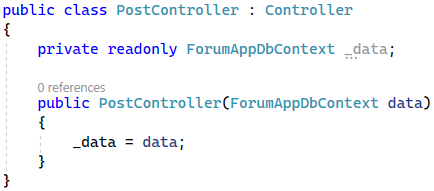 public class PostController : Controller
{
    private readonly ForumAppDbContext _data;
    0 references
    public PostController(ForumAppDbContext data)
    {
        _data = data;
    }
}